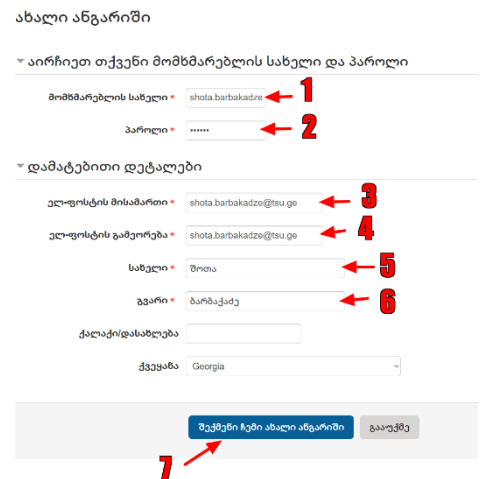 ახალი ანგარიში
აირჩიეთ თქვენი მომხმარებლის სახელი და პაროლი
მომხმარებლის სახელი * shota.barbakadze 1
პაროლი * •••••• 2
დამატებითი დეტალები
ელ-ფოსტის მისამართი * shota.barbakadze@tsu.ge 3
ელ-ფოსტის გამეორება * shota.barbakadze@tsu.ge 4
სახელი * შოთა 5
გვარი * ბარბაქაძე 6
ქალაქი/დასახლება
ქვეყანა Georgia
შექმენი ჩემი ახალი ანგარიში გააუქმე
7